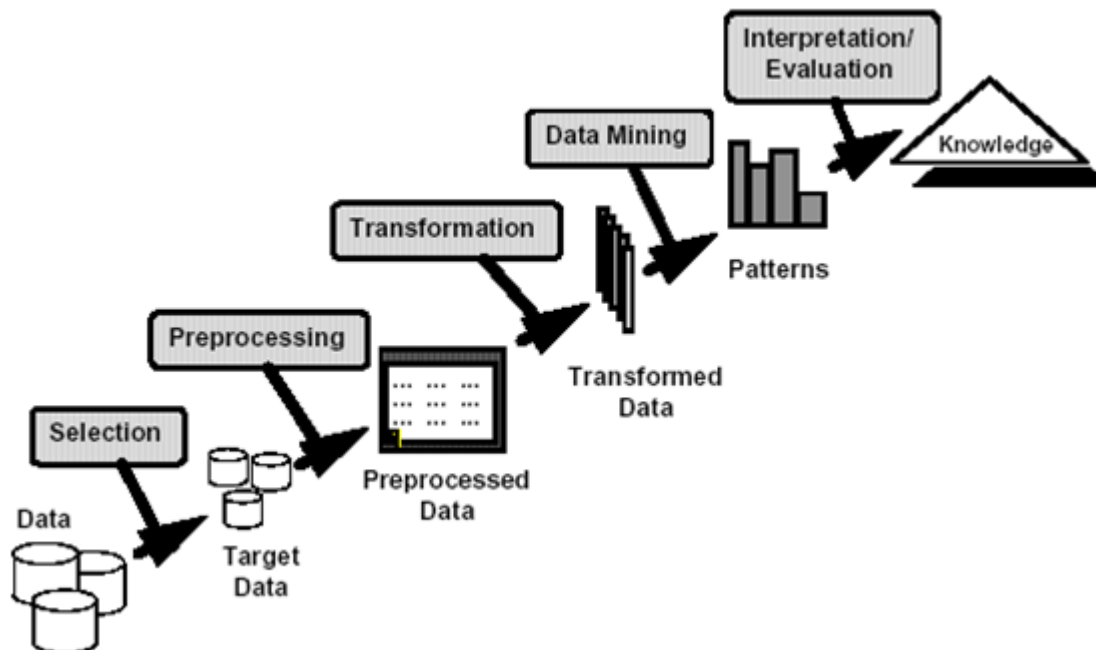 Interpretation/
Evaluation
Knowledge
Data Mining
Patterns
Transformation
Transformed
Data
Preprocessing
... ... ...
... ... ...
... ... ...
Preprocessed
Data
Selection
Target
Data
Data